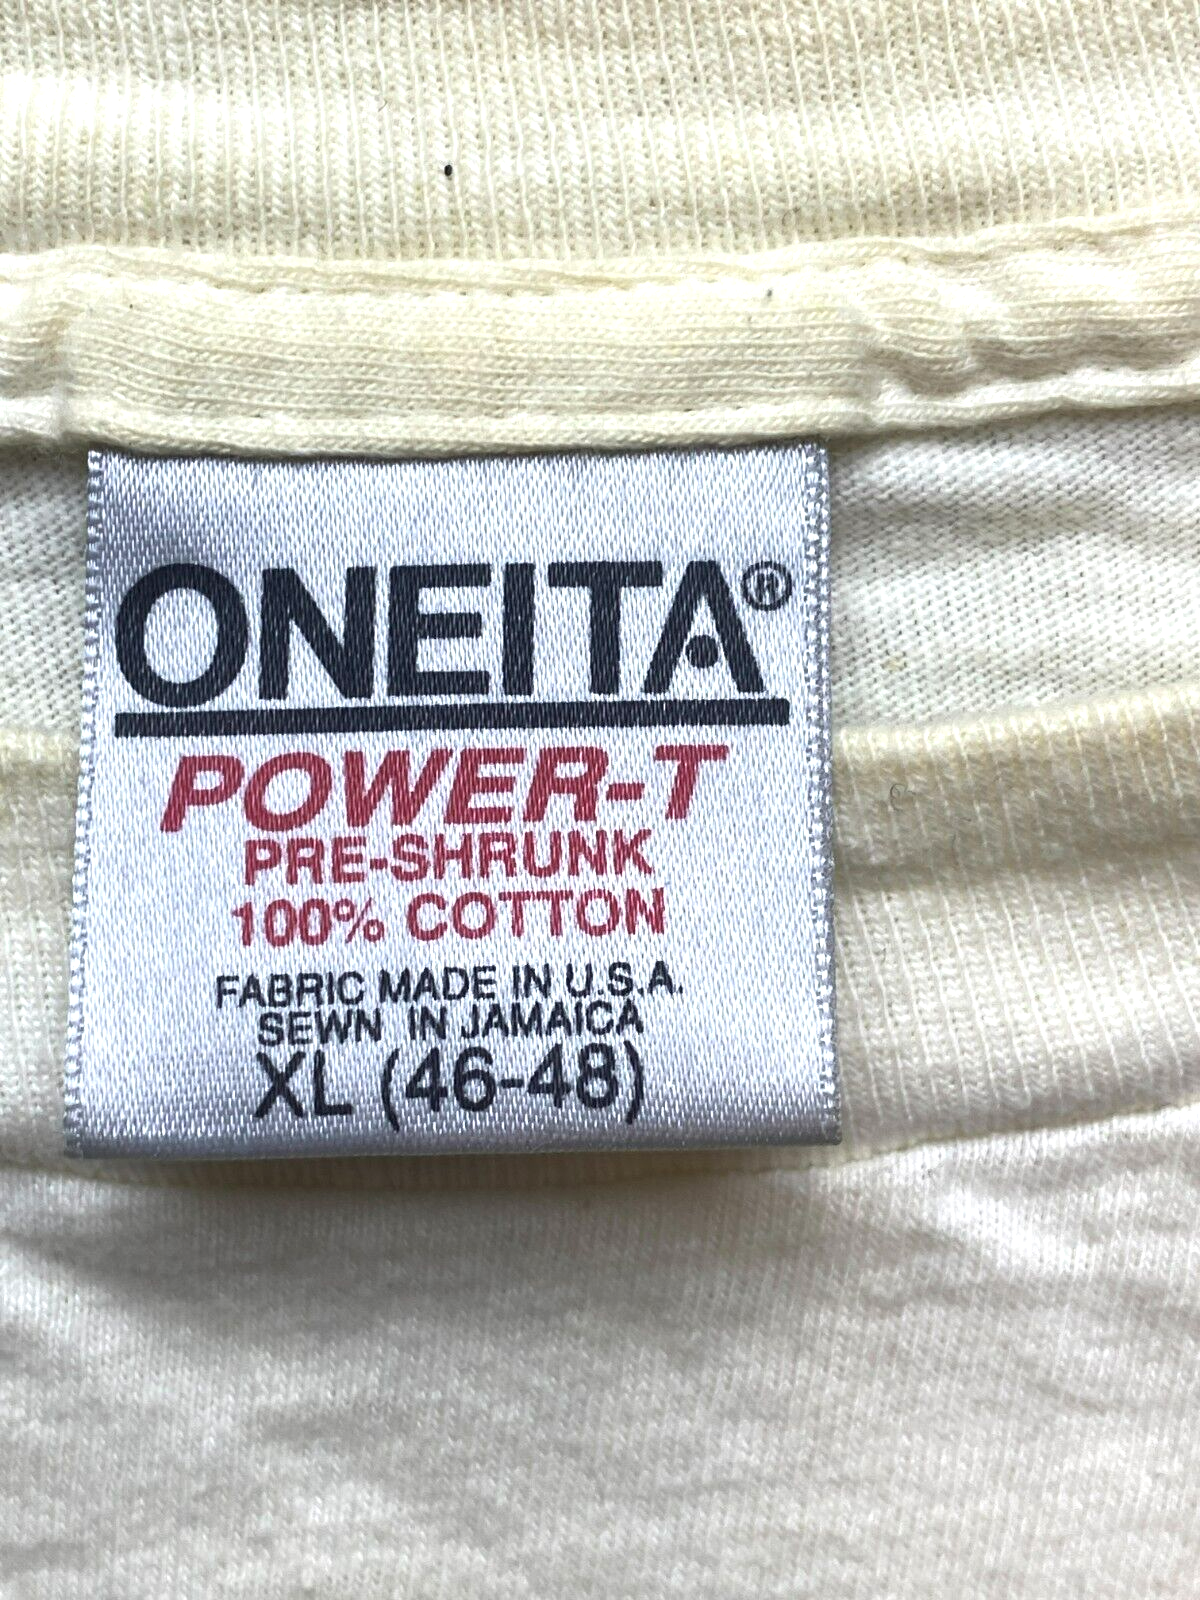 ONEITA®
POWER-T
PRE-SHRUNK
100% COTTON
FABRIC MADE IN U.S.A.
SEWN IN JAMAICA
XL (46-48)